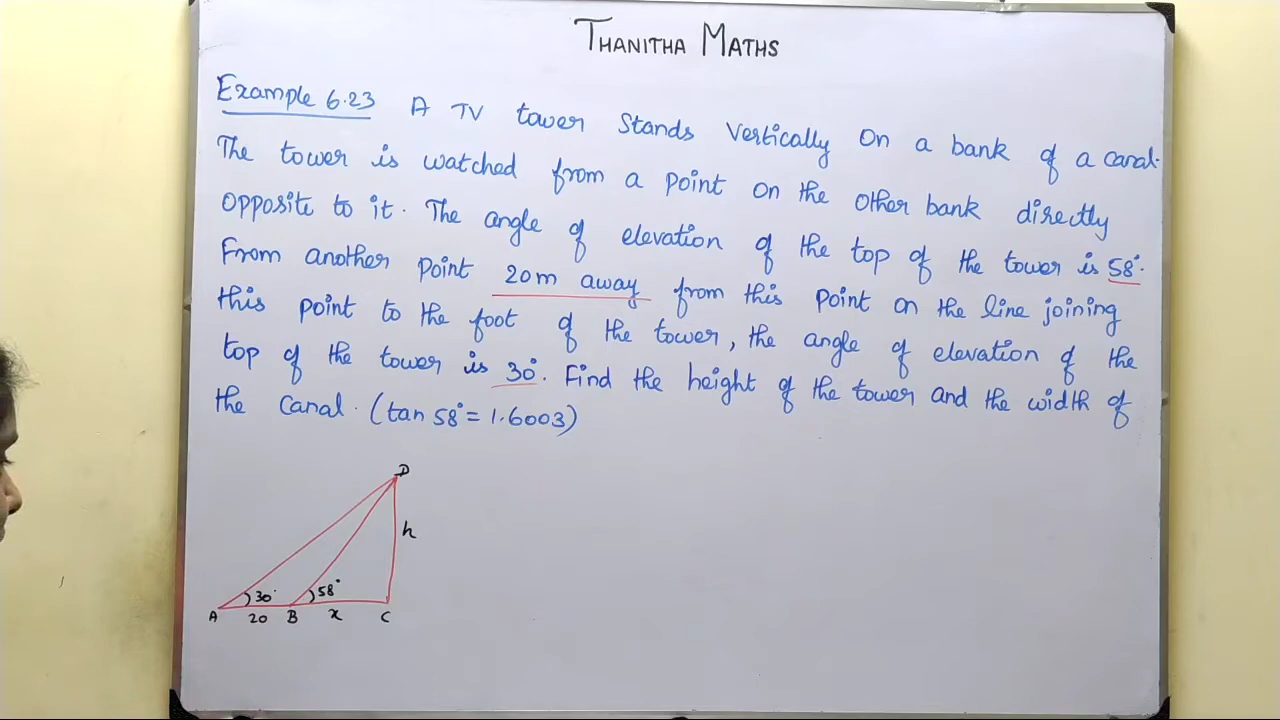 THANITHA MATHS
Example 6.23 A TV tower stands vertically on a bank of a canal.
The tower is watched from a point on the other bank directly
opposite to it. The angle of elevation of the top of the tower is 58°.
From another point 20m away from this point on the line joining
this point to the foot of the tower, the angle of elevation of the
top of the tower is 30°. Find the height of the tower and the width of
the canal. (tan 58° = 1.6003)
D
h
30° 58°
A 20 B x C